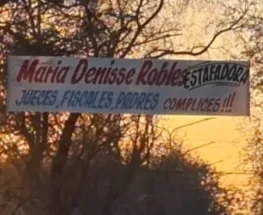 Maria Denisse Robles ESTAFADORA
JUECES, FISCALES, PADRES COMPLICES!!!